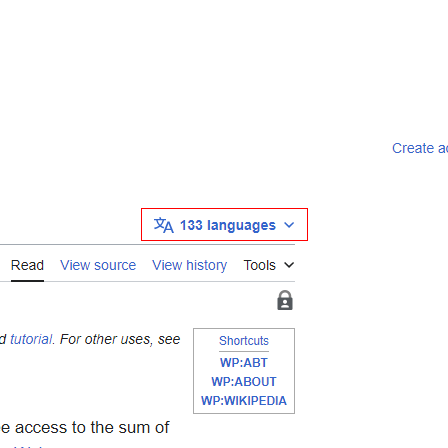 Create a
133 languages
Read View source View history Tools
tutorial. For other uses, see
Shortcuts
WP:ABT
WP:ABOUT
WP:WIKIPEDIA
access to the sum of